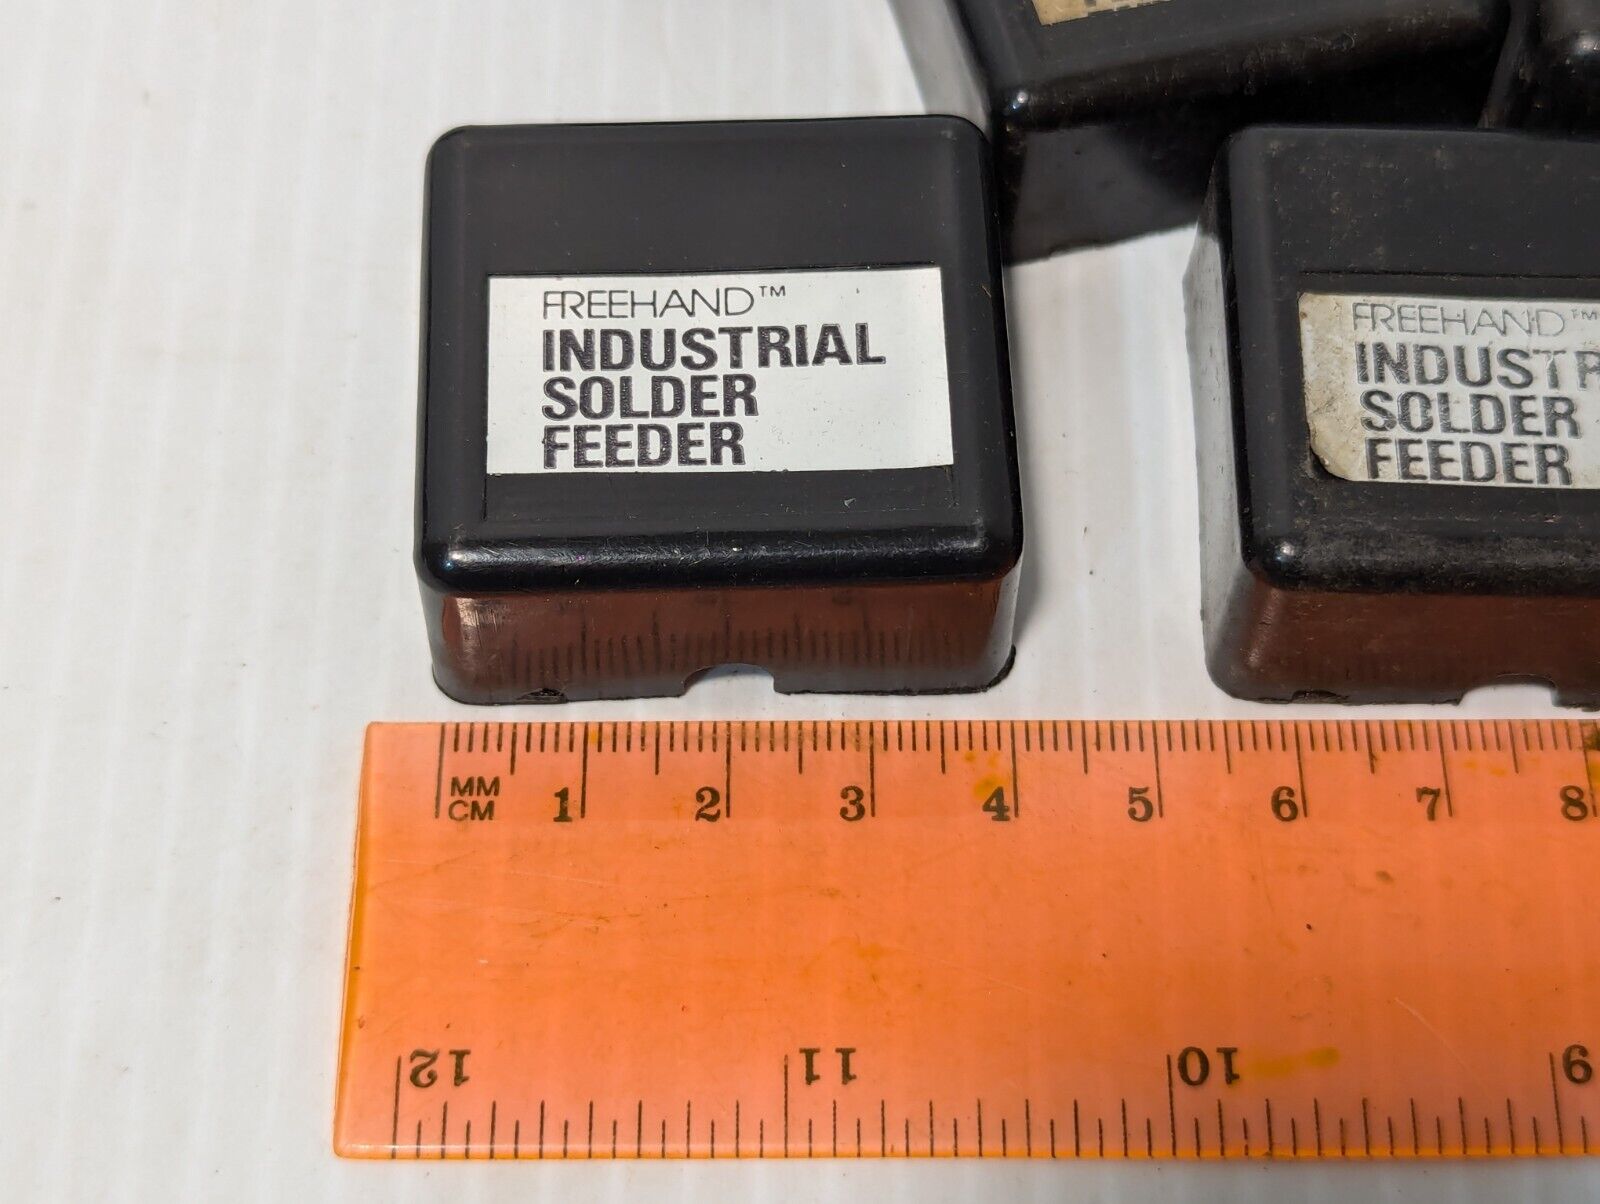 FREEHAND™
INDUSTRIAL
SOLDER
FEEDER
FREEHAND™
INDUSTR
SOLDER
FEEDER
MM
CM 1 2 3 4 5 6 7 8
12 11 10 9